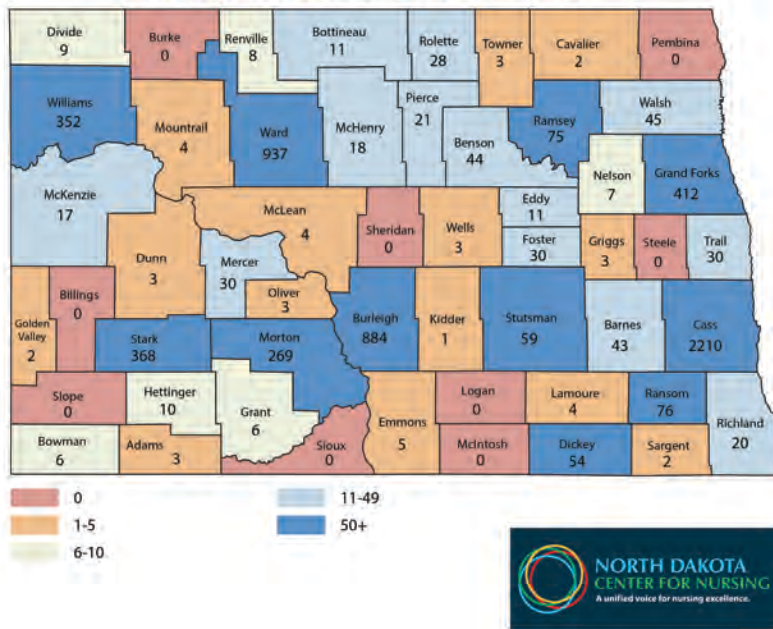 Divide
9
Burke
0
Renville
8
Bottineau
11
Rolette
28
Towner
3
Cavalier
2
Pembina
0
Williams
352
Mountrail
4
Ward
937
McHenry
18
Pierce
21
Benson
44
Ramsey
75
Walsh
45
Nelson
7
Grand Forks
412
McKenzie
17
Dunn
3
McLean
4
Mercer
30
Oliver
3
Sheridan
0
Wells
3
Eddy
11
Foster
30
Griggs
3
Steele
0
Trail
30
Golden
Valley
2
Billings
0
Stark
368
Morton
269
Burleigh
884
Kidder
1
Stutsman
59
Barnes
43
Cass
2210
Slope
0
Hettinger
10
Grant
6
Sioux
0
Emmons
5
Logan
0
Lamoure
4
Ransom
76
Richland
20
Bowman
6
Adams
3
McIntosh
0
Dickey
54
Sargent
2
0
1-5
6-10
11-49
50+
NORTH DAKOTA
CENTER FOR NURSING
A unified voice for nursing excellence.